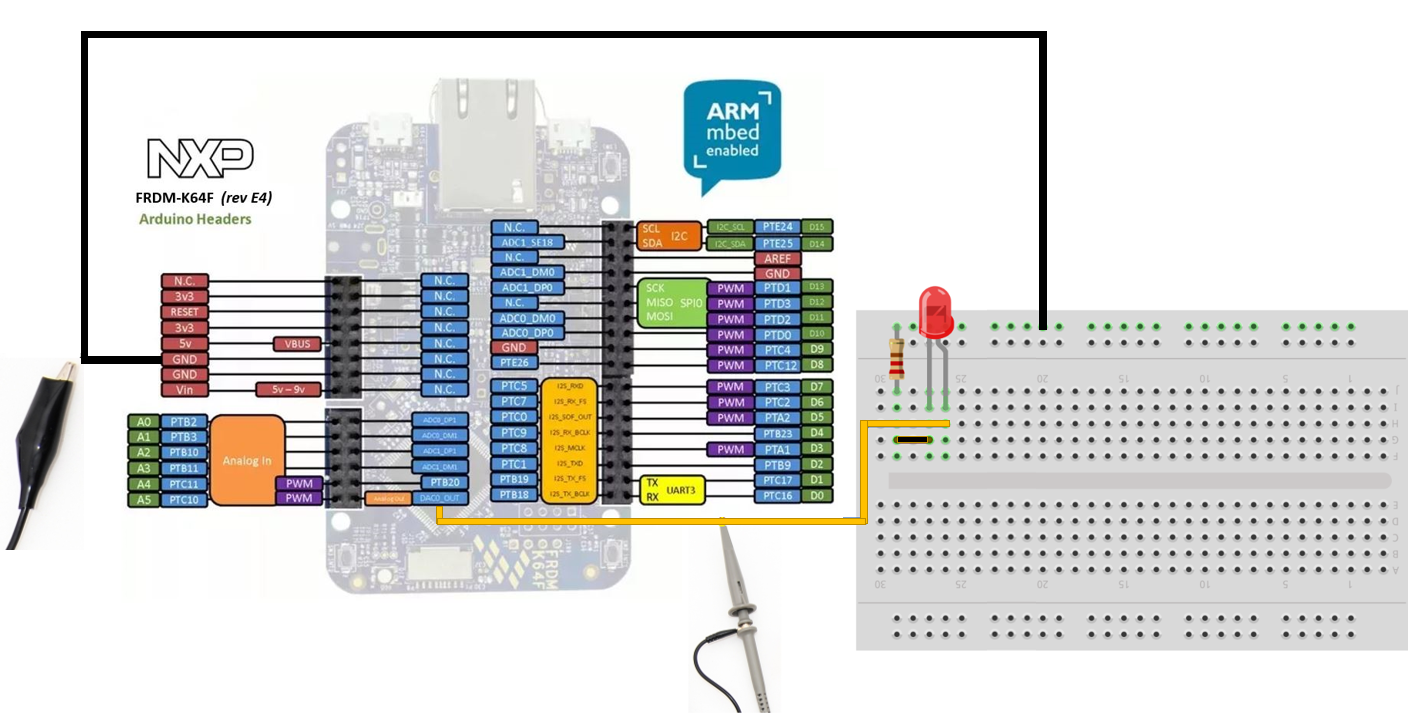 ARM
mbed
enabled
NXP
FRDM-K64F (rev E4)
Arduino Headers
N.C.
3v3
RESET
3v3
5v VBUS
GND
GND
Vin 5v – 9v
N.C.
N.C.
N.C.
N.C.
N.C.
N.C.
N.C.
N.C.
A0 PTB2
A1 PTB3
A2 PTB10
A3 PTB11
A4 PTC11 PWM
A5 PTC10 PWM
Analog In
ADC0_DP1
ADC0_DM1
ADC1_DP1
ADC1_DM1
PTB20
Analog Out DAC0_OUT
N.C.
ADC1_SE18
N.C.
ADC1_DM0
ADC1_DP0
N.C.
ADC0_DM0
ADC0_DP0
GND
PTE26
SCL I2C I2C_SCL PTE24 D15
SDA I2C_SDA PTE25 D14
AREF
GND
SCK PWM PTD1 D13
MISO SPI0 PWM PTD3 D12
MOSI PWM PTD2 D11
PWM PTD0 D10
PWM PTC4 D9
PWM PTC12 D8
PTC5 I2S_RXD PWM PTC3 D7
PTC7 I2S_RX_FS PWM PTC2 D6
PTC0 I2S_SOF_OUT PWM PTA2 D5
PTC9 I2S_RX_BCLK PTB23 D4
PTC8 I2S_MCLK PWM PTA1 D3
PTC1 I2S_TXD PTB9 D2
PTB19 I2S_TX_FS TX UART3 PTC17 D1
PTB18 I2S_TX_BCLK RX PTC16 D0
FRDM
K64F
30 25 20 15 10 5 1
J
I
H
G
F
E
D
C
B
A
30 25 20 15 10 5 1